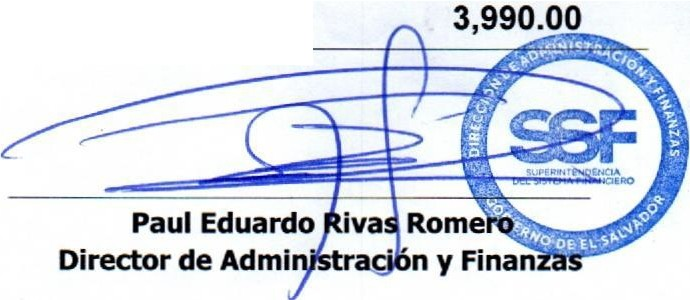 3,990.00
DIRECCIÓN DE ADMINISTRACIÓN Y FINANZAS
SSF
SUPERINTENDENCIA
DEL SISTEMA FINANCIERO
GOBIERNO DE EL SALVADOR
Paul Eduardo Rivas Romero
Director de Administración y Finanzas